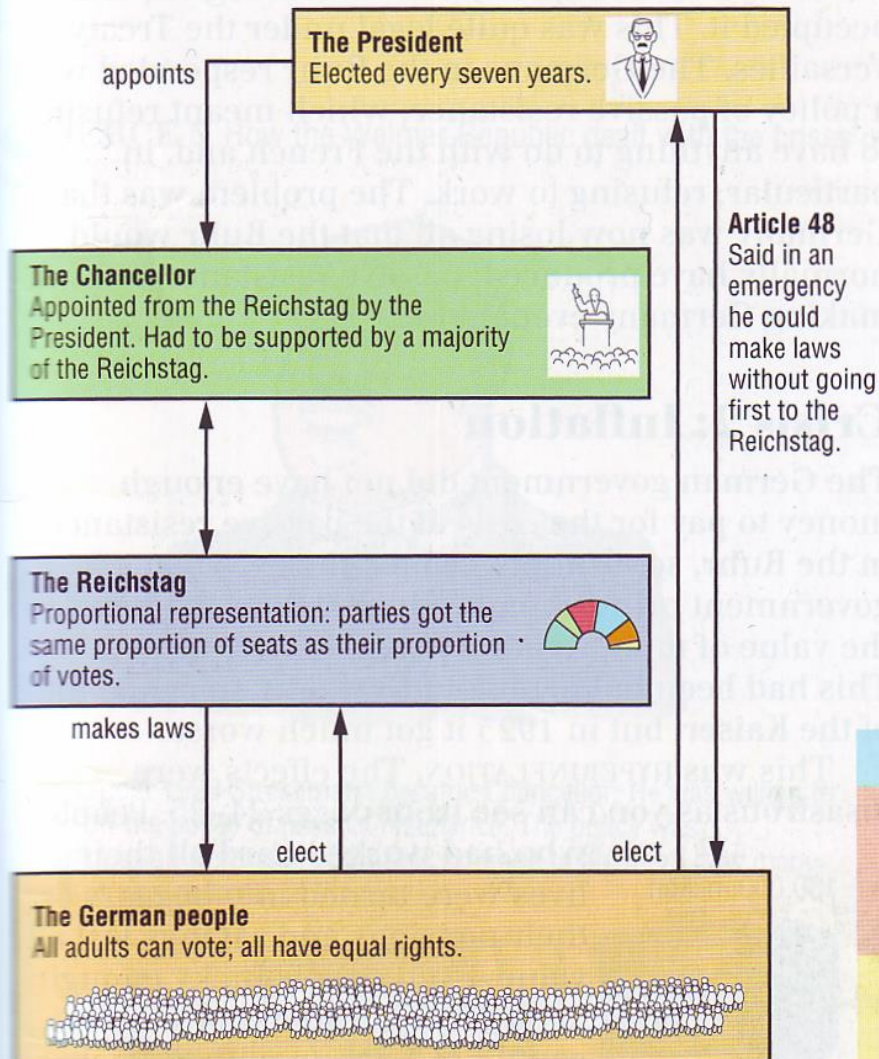 The President
Elected every seven years.
appoints
Article 48
Said in an
emergency
he could
make laws
without going
first to the
Reichstag.
The Chancellor
Appointed from the Reichstag by the
President. Had to be supported by a majority
of the Reichstag.
The Reichstag
Proportional representation: parties got the
same proportion of seats as their proportion
of votes.
makes laws
elect
elect
The German people
All adults can vote; all have equal rights.